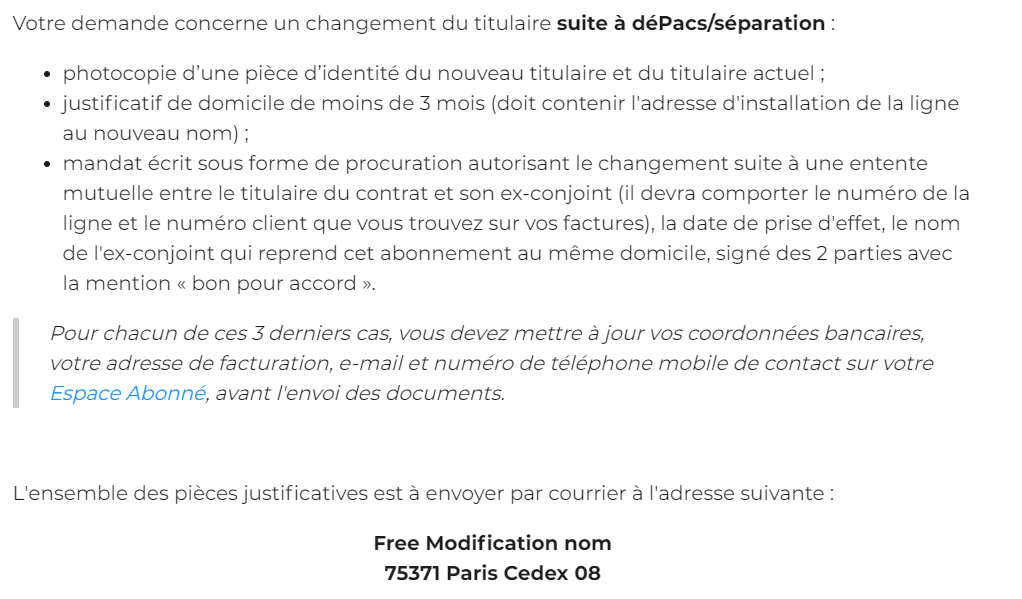 Votre demande concerne un changement du titulaire suite à déPacs/séparation :
• photocopie d’une pièce d’identité du nouveau titulaire et du titulaire actuel ;
• justificatif de domicile de moins de 3 mois (doit contenir l'adresse d'installation de la ligne
au nouveau nom) ;
• mandat écrit sous forme de procuration autorisant le changement suite à une entente
mutuelle entre le titulaire du contrat et son ex-conjoint (il devra comporter le numéro de la
ligne et le numéro client que vous trouvez sur vos factures), la date de prise d'effet, le nom
de l'ex-conjoint qui reprend cet abonnement au même domicile, signé des 2 parties avec
la mention « bon pour accord ».
Pour chacun de ces 3 derniers cas, vous devez mettre à jour vos coordonnées bancaires,
votre adresse de facturation, e-mail et numéro de téléphone mobile de contact sur votre
Espace Abonné, avant l'envoi des documents.
L'ensemble des pièces justificatives est à envoyer par courrier à l'adresse suivante :
Free Modification nom
75371 Paris Cedex 08